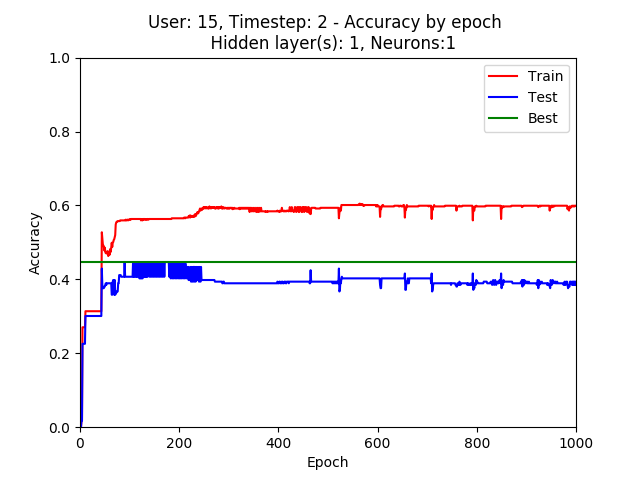 User: 15, Timestep: 2 - Accuracy by epoch
Hidden layer(s): 1, Neurons:1
Train
Test
Best
Accuracy
1.0
0.8
0.6
0.4
0.2
0.0
0 200 400 600 800 1000
Epoch